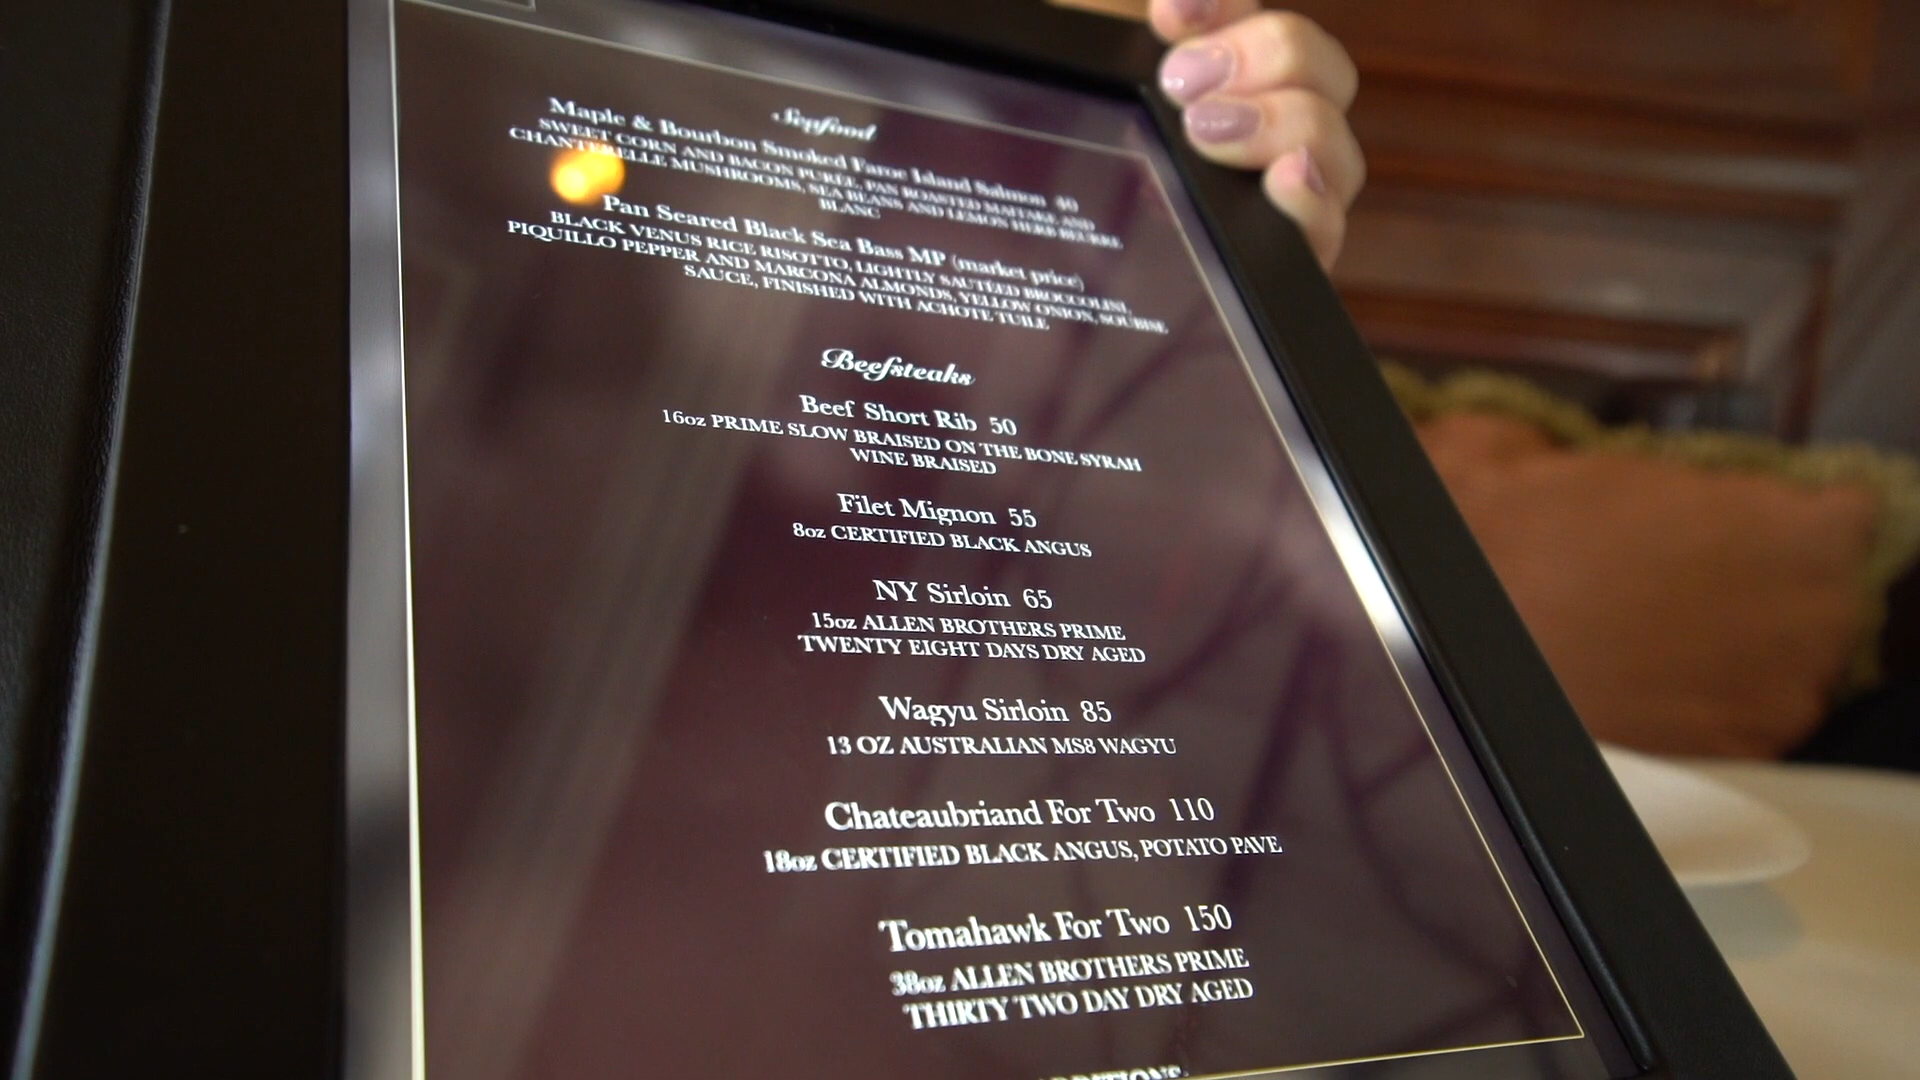 Seafood
Maple & Bourbon Smoked Faroe Island Salmon 40
SWEET CORN AND BACON PURÉE, PAN ROASTED MAITAKE AND
CHANTERELLE MUSHROOMS, SEA BEANS AND LEMON HERB BEURRE
BLANC
Pan Seared Black Sea Bass MP (market price)
BLACK VENUS RICE RISOTTO, LIGHTLY SAUTÉED BROCCOLINI,
PIQUILLO PEPPER AND MARCONA ALMONDS, YELLOW ONION, SOUBISE
SAUCE, FINISHED WITH ACHOTE TUILE
Beefsteaks
Beef Short Rib 50
16oz PRIME SLOW BRAISED ON THE BONE SYRAH
WINE BRAISED
Filet Mignon 55
8oz CERTIFIED BLACK ANGUS
NY Sirloin 65
15oz ALLEN BROTHERS PRIME
TWENTY EIGHT DAYS DRY AGED
Wagyu Sirloin 85
13 OZ AUSTRALIAN MS8 WAGYU
Chateaubriand For Two 110
18oz CERTIFIED BLACK ANGUS, POTATO PAVE
Tomahawk For Two 150
38oz ALLEN BROTHERS PRIME
THIRTY TWO DAY DRY AGED